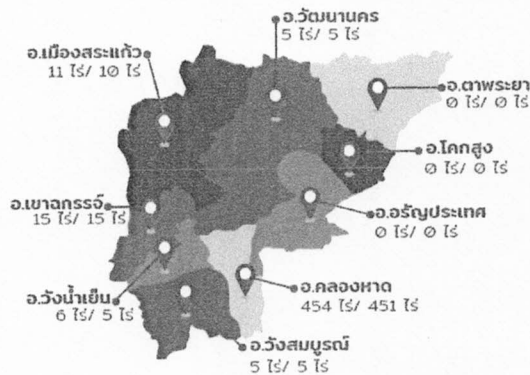 อ.วัฒนานคร
5 ไร่/ 5 ไร่
อ.เมืองสระแก้ว
11 ไร่/ 10 ไร่
อ.ตาพระยา
0 ไร่/ 0 ไร่
อ.โคกสูง
0 ไร่/ 0 ไร่
อ.เขาฉกรรจ์
15 ไร่/ 15 ไร่
อ.อรัญประเทศ
0 ไร่/ 0 ไร่
อ.คลองหาด
454 ไร่/ 451 ไร่
อ.วังน้ำเย็น
6 ไร่/ 5 ไร่
อ.วังสมบูรณ์
5 ไร่/ 5 ไร่